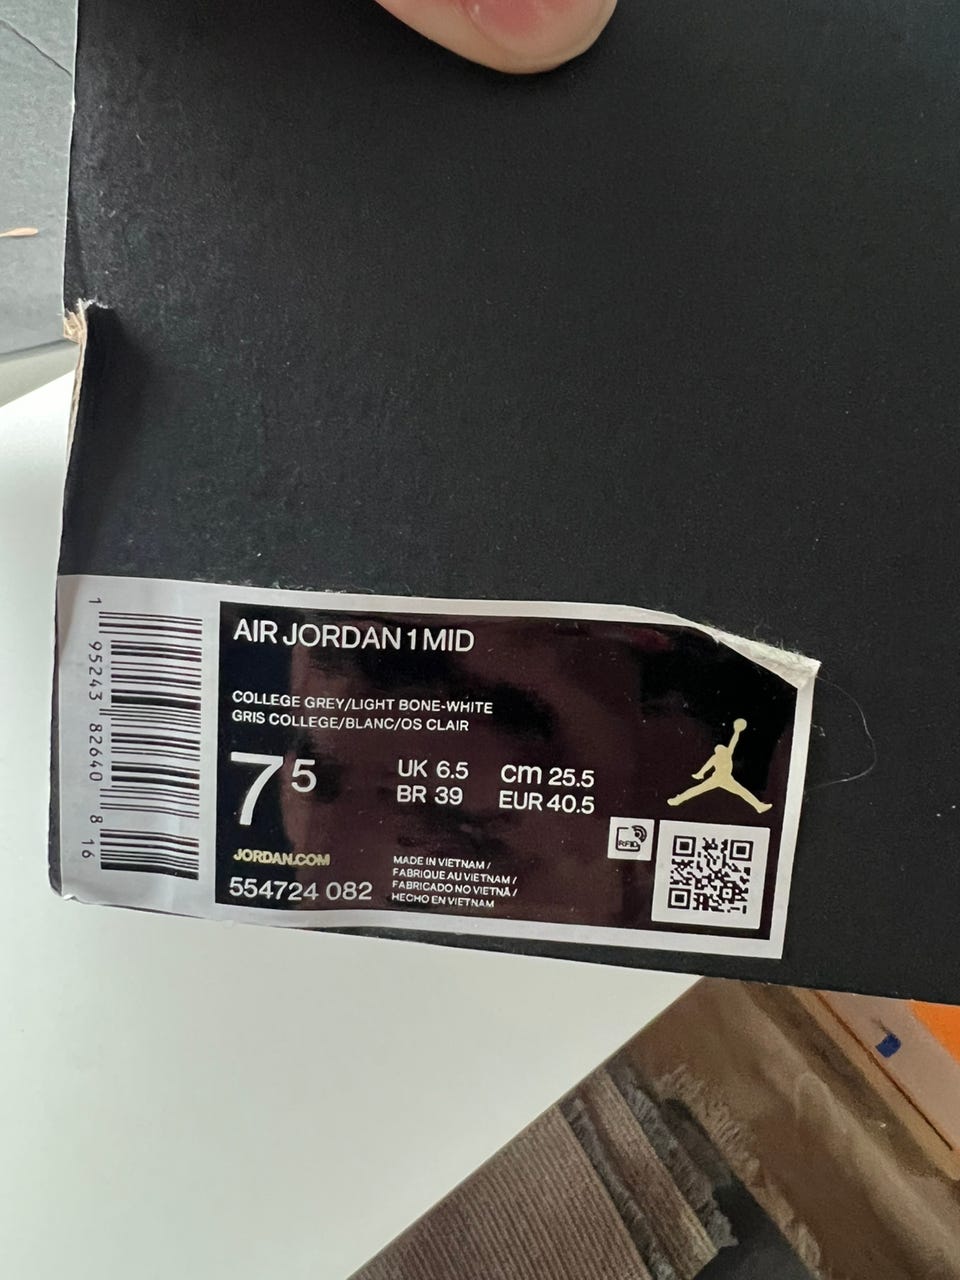 1 95243 82640 8 16
AIR JORDAN 1 MID
COLLEGE GREY/LIGHT BONE-WHITE
GRIS COLLEGE/BLANC/OS CLAIR
7 5
UK 6.5 cm 25.5
BR 39 EUR 40.5
JORDAN.COM
554724 082
MADE IN VIETNAM /
FABRIQUE AU VIETNAM /
FABRICADO NO VIETNÃ /
HECHO EN VIETNAM
RFID